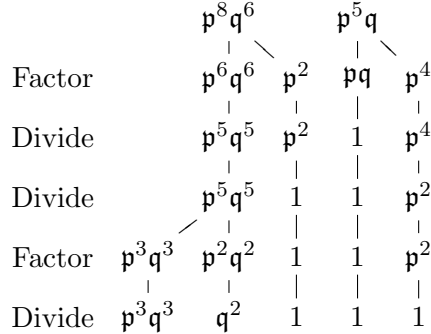 𝔭⁸𝔮⁶ 𝔭⁵𝔮
Factor 𝔭⁶𝔮⁶ 𝔭² 𝔭𝔮 𝔭⁴
Divide 𝔭⁵𝔮⁵ 𝔭² 1 𝔭⁴
Divide 𝔭⁵𝔮⁵ 1 1 𝔭²
Factor 𝔭³𝔮³ 𝔭²𝔮² 1 1 𝔭²
Divide 𝔭³𝔮³ 𝔮² 1 1 1